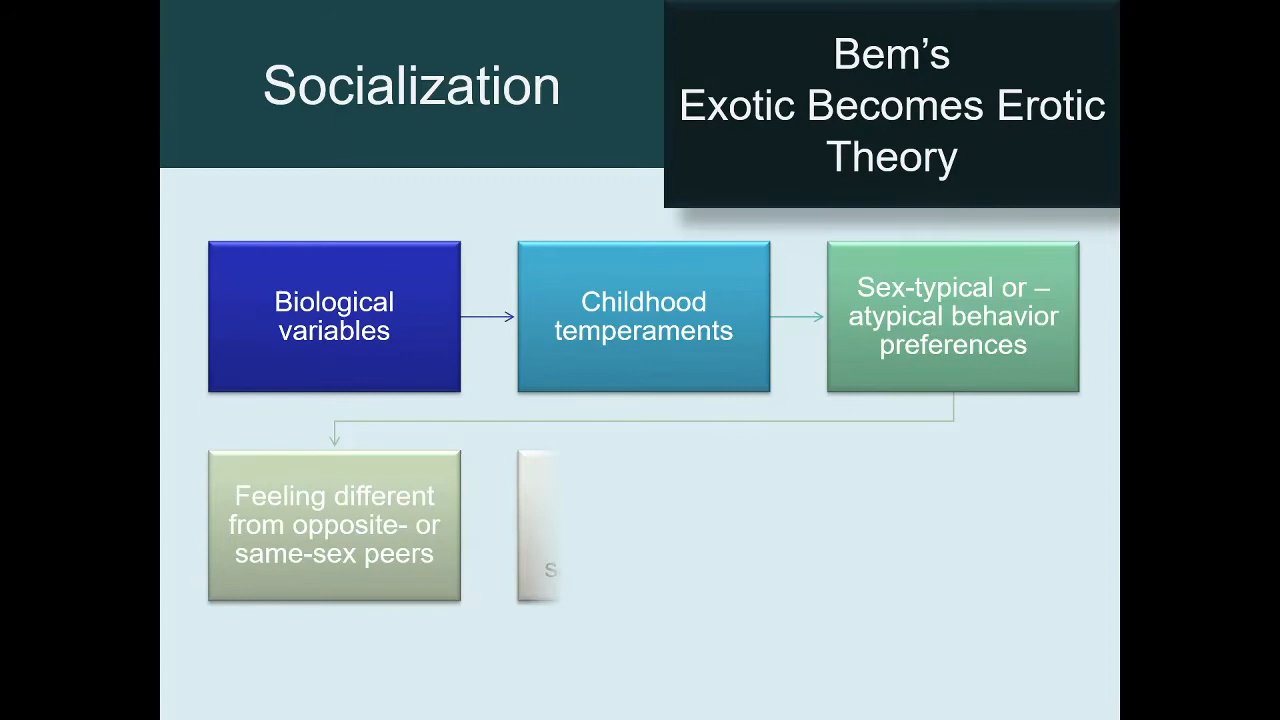 Socialization
Bem’s
Exotic Becomes Erotic
Theory
Biological
variables
Childhood
temperaments
Sex-typical or –
atypical behavior
preferences
Feeling different
from opposite- or
same-sex peers